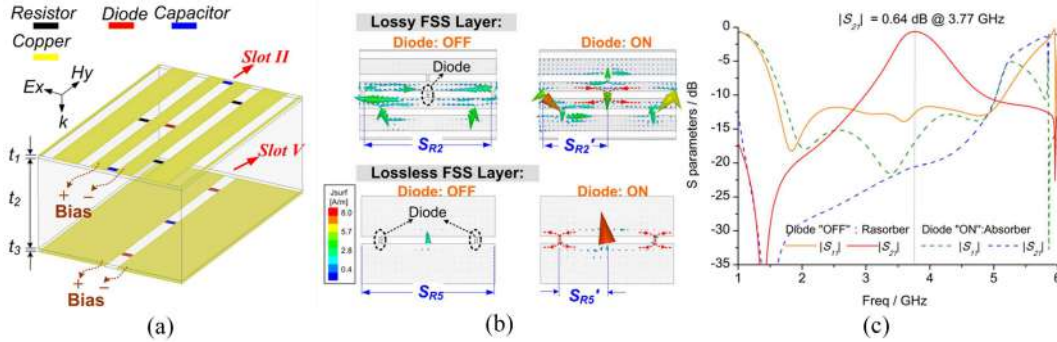 Resistor Diode Capacitor
Copper
Slot II
Ex
Hy
k
t1
Slot V
t2
+ Bias −
t3
+ −
Bias
(a)
Lossy FSS Layer:
Diode: OFF
Diode: ON
Diode
SR2
SR2'
Lossless FSS Layer:
Diode: OFF
Diode: ON
Jsurf
[A/m]
8.0
5.6
2.8
0.4
Diode
SR5
SR5'
(b)
|S21| = 0.64 dB @ 3.77 GHz
S parameters / dB
0
-5
-10
-15
-20
-25
-30
-35
Diode "OFF" : Rasorber
Diode "ON":Absorber
|S11| |S21| |S11| |S21|
1 2 3 4 5 6
Freq / GHz
(c)